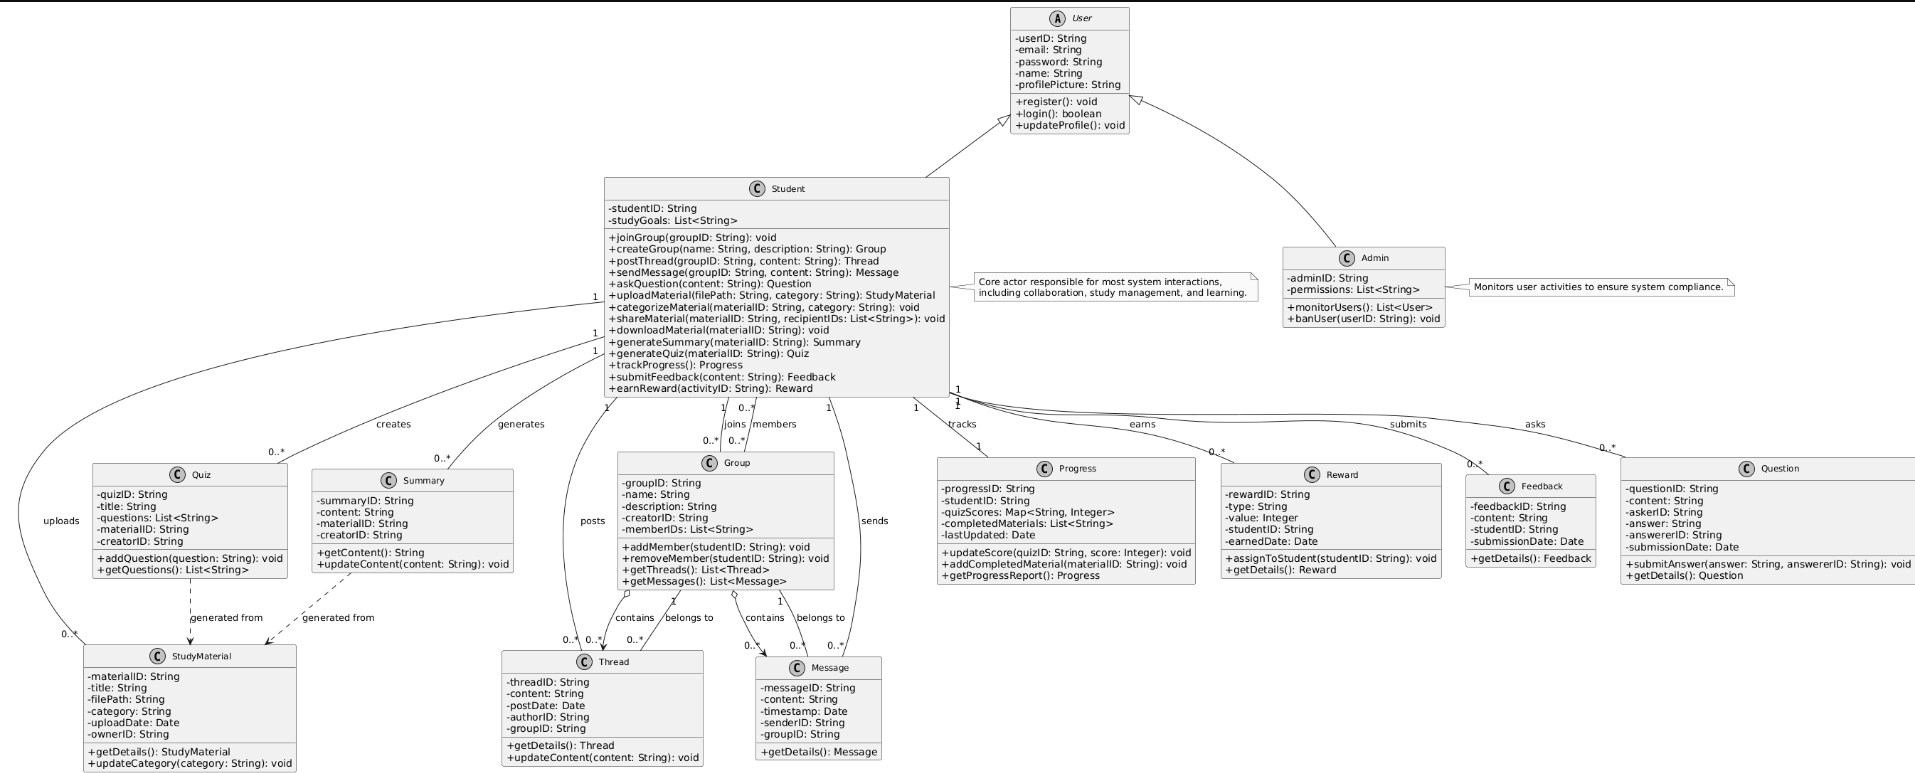 A User
-userID: String
-email: String
-password: String
-name: String
-profilePicture: String
+register(): void
+login(): boolean
+updateProfile(): void
C Student
-studentID: String
-studyGoals: List<String>
+joinGroup(groupID: String): void
+createGroup(name: String, description: String): Group
+postThread(groupID: String, content: String): Thread
+sendMessage(groupID: String, content: String): Message
+askQuestion(content: String): Question
+uploadMaterial(filePath: String, category: String): StudyMaterial
+categorizeMaterial(materialID: String, category: String): void
+shareMaterial(materialID: String, recipientIDs: List<String>): void
+downloadMaterial(materialID: String): void
+generateSummary(materialID: String): Summary
+generateQuiz(materialID: String): Quiz
+trackProgress(): Progress
+submitFeedback(content: String): Feedback
+earnReward(activityID: String): Reward
Core actor responsible for most system interactions,
including collaboration, study management, and learning.
C Admin
-adminID: String
-permissions: List<String>
+monitorUsers(): List<User>
+banUser(userID: String): void
Monitors user activities to ensure system compliance.
1
1
1
1
1
0..*
1
1
1
1
1
creates
generates
joins
members
tracks
earns
submits
asks
0..*
0..*
0..*
0..*
1
0..*
0..*
0..*
C Quiz
-quizID: String
-title: String
-questions: List<String>
-materialID: String
-creatorID: String
+addQuestion(question: String): void
+getQuestions(): List<String>
C Summary
-summaryID: String
-content: String
-materialID: String
-creatorID: String
+getContent(): String
+updateContent(content: String): void
C Group
-groupID: String
-name: String
-description: String
-creatorID: String
-memberIDs: List<String>
+addMember(studentID: String): void
+removeMember(studentID: String): void
+getThreads(): List<Thread>
+getMessages(): List<Message>
C Progress
-progressID: String
-studentID: String
-quizScores: Map<String, Integer>
-completedMaterials: List<String>
-lastUpdated: Date
+updateScore(quizID: String, score: Integer): void
+addCompletedMaterial(materialID: String): void
+getProgressReport(): Progress
C Reward
-rewardID: String
-type: String
-value: Integer
-studentID: String
-earnedDate: Date
+assignToStudent(studentID: String): void
+getDetails(): Reward
C Feedback
-feedbackID: String
-content: String
-studentID: String
-submissionDate: Date
+getDetails(): Feedback
C Question
-questionID: String
-content: String
-askerID: String
-answer: String
-answererID: String
-submissionDate: Date
+submitAnswer(answer: String, answererID: String): void
+getDetails(): Question
uploads
posts
sends
1
1
generated from
generated from
contains
belongs to
contains
belongs to
0..*
0..*
0..*
0..*
0..*
0..*
0..*
C StudyMaterial
-materialID: String
-title: String
-filePath: String
-category: String
-uploadDate: Date
-ownerID: String
+getDetails(): StudyMaterial
+updateCategory(category: String): void
C Thread
-threadID: String
-content: String
-postDate: Date
-authorID: String
-groupID: String
+getDetails(): Thread
+updateContent(content: String): void
C Message
-messageID: String
-content: String
-timestamp: Date
-senderID: String
-groupID: String
+getDetails(): Message